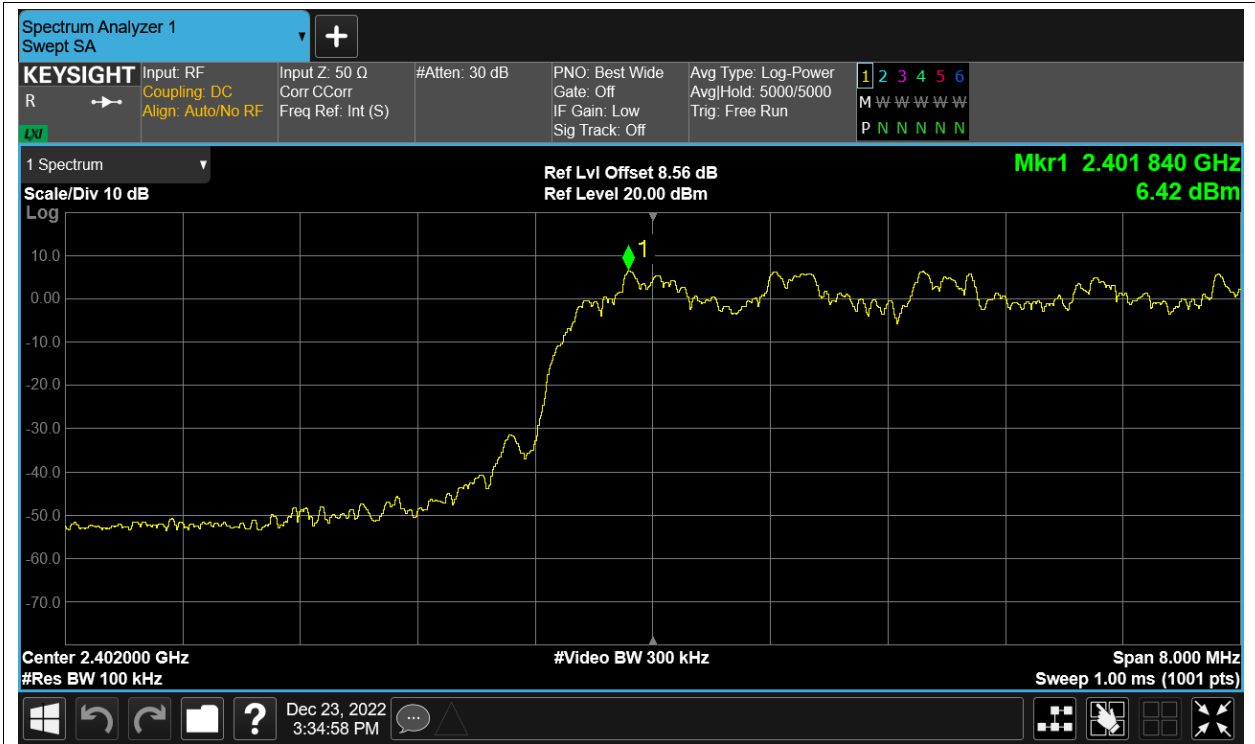 Spectrum Analyzer 1
Swept SA
+
KEYSIGHT
R
LXI
Input: RF
Coupling: DC
Align: Auto/No RF
Input Z: 50 Ω
Corr CCorr
Freq Ref: Int (S)
#Atten: 30 dB
PNO: Best Wide
Gate: Off
IF Gain: Low
Sig Track: Off
Avg Type: Log-Power
Avg|Hold: 5000/5000
Trig: Free Run
1 2 3 4 5 6
M W W W W W
P N N N N N
1 Spectrum
Scale/Div 10 dB
Log
Ref Lvl Offset 8.56 dB
Ref Level 20.00 dBm
Mkr1 2.401 840 GHz
6.42 dBm
1
10.0
0.00
-10.0
-20.0
-30.0
-40.0
-50.0
-60.0
-70.0
Center 2.402000 GHz
#Res BW 100 kHz
#Video BW 300 kHz
Span 8.000 MHz
Sweep 1.00 ms (1001 pts)
?
Dec 23, 2022
3:34:58 PM